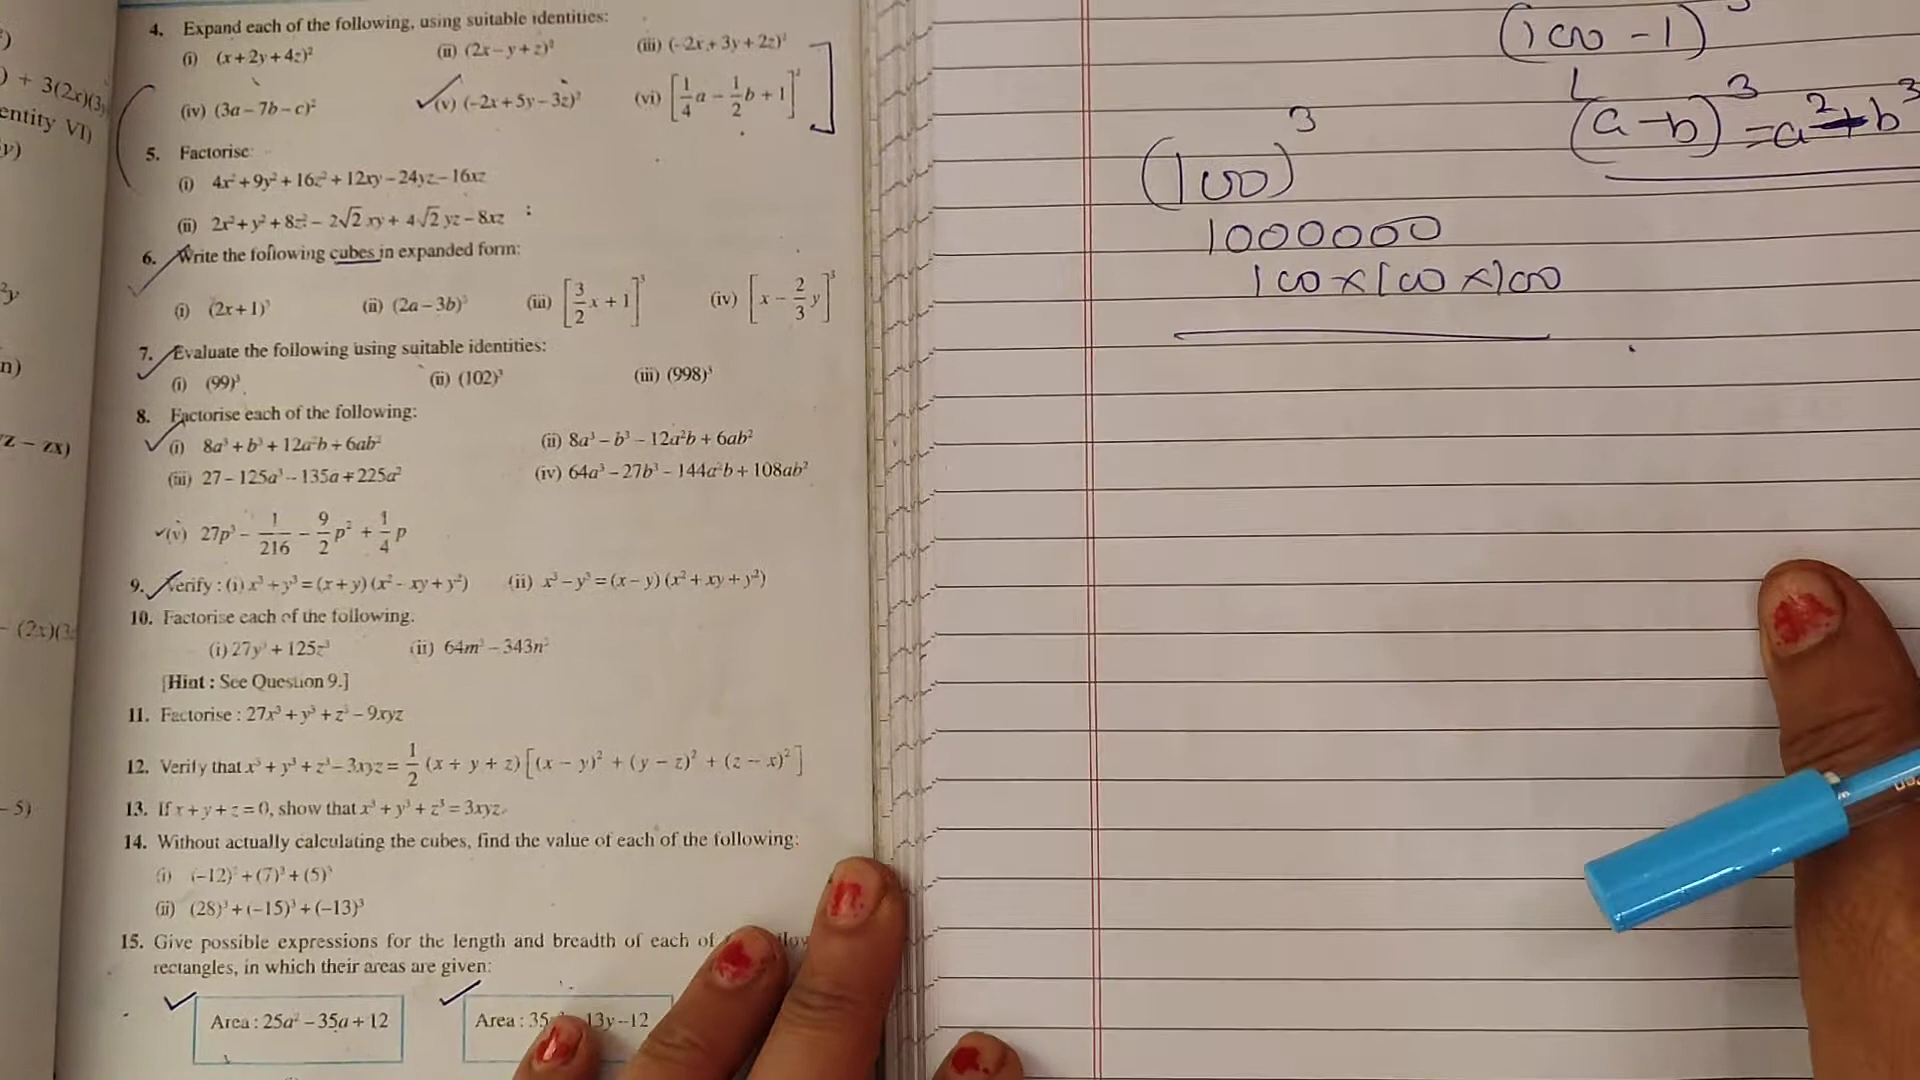 4. Expand each of the following, using suitable identities:
(i) (x + 2y + 4z)² (ii) (2x – y + z)² (iii) (–2x + 3y + 2z)²
(iv) (3a – 7b – c)² (v) (–2x + 5y – 3z)² (vi) [1/4 a – 1/2 b + 1]²
5. Factorise:
(i) 4x² + 9y² + 16z² + 12xy – 24yz – 16xz
(ii) 2x² + y² + 8z² – 2√2 xy + 4√2 yz – 8xz
6. Write the following cubes in expanded form:
(i) (2x + 1)³ (ii) (2a – 3b)³ (iii) [3/2 x + 1]³ (iv) [x – 2/3 y]³
7. Evaluate the following using suitable identities:
(i) (99)³ (ii) (102)³ (iii) (998)³
8. Factorise each of the following:
(i) 8a³ + b³ + 12a²b + 6ab² (ii) 8a³ – b³ – 12a²b + 6ab²
(iii) 27 – 125a³ – 135a + 225a² (iv) 64a³ – 27b³ – 144a²b + 108ab²
(v) 27p³ – 1/216 – 9/2 p² + 1/4 p
9. Verify : (i) x³ + y³ = (x + y) (x² – xy + y²) (ii) x³ – y³ = (x – y) (x² + xy + y²)
10. Factorise each of the following:
(i) 27y³ + 125z³ (ii) 64m³ – 343n³
[Hint : See Question 9.]
11. Factorise : 27x³ + y³ + z³ – 9xyz
12. Verify that x³ + y³ + z³ – 3xyz = 1/2 (x + y + z) [(x – y)² + (y – z)² + (z – x)²]
13. If x + y + z = 0, show that x³ + y³ + z³ = 3xyz.
14. Without actually calculating the cubes, find the value of each of the following:
(i) (–12)³ + (7)³ + (5)³
(ii) (28)³ + (–15)³ + (–13)³
15. Give possible expressions for the length and breadth of each of
rectangles, in which their areas are given:
Area : 25a² – 35a + 12 Area : 35 13y – 12
) + 3(2x)(3y
entity VI)
y)
²y
n)
z – zx)
– (2x)(3z
– 5)
(100 - 1)³
(a - b)³ = a² + b³
(100)³
1000000
100 × 100 × 100